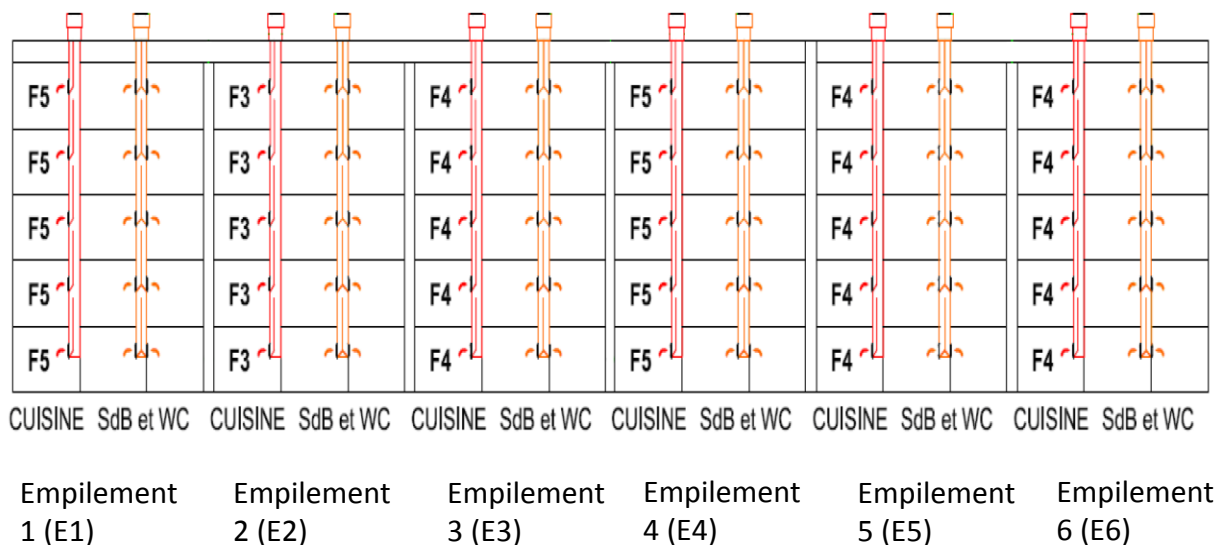 F5 F3 F4 F5 F4 F4
F5 F3 F4 F5 F4 F4
F5 F3 F4 F5 F4 F4
F5 F3 F4 F5 F4 F4
F5 F3 F4 F5 F4 F4
CUISINE SdB et WC CUISINE SdB et WC CUISINE SdB et WC CUISINE SdB et WC CUISINE SdB et WC CUISINE SdB et WC
Empilement Empilement Empilement Empilement Empilement Empilement
1 (E1) 2 (E2) 3 (E3) 4 (E4) 5 (E5) 6 (E6)